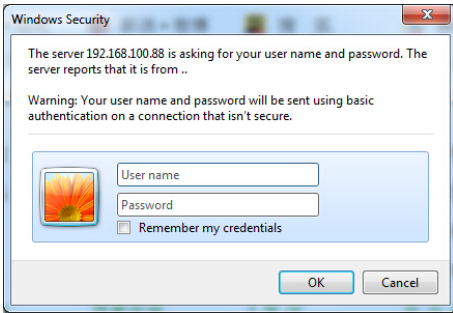 Windows Security
The server 192.168.100.88 is asking for your user name and password. The
server reports that it is from ..
Warning: Your user name and password will be sent using basic
authentication on a connection that isn't secure.
User name
Password
Remember my credentials
OK
Cancel